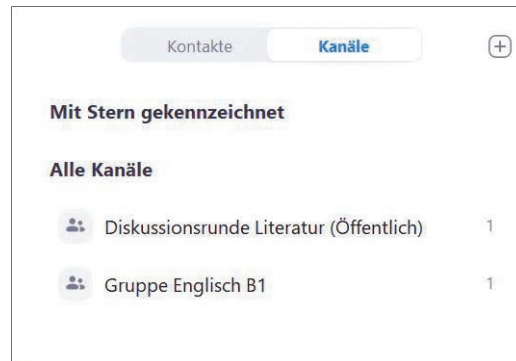 Kontakte Kanäle
Mit Stern gekennzeichnet
Alle Kanäle
Diskussionsrunde Literatur (Öffentlich) 1
Gruppe Englisch B1 1